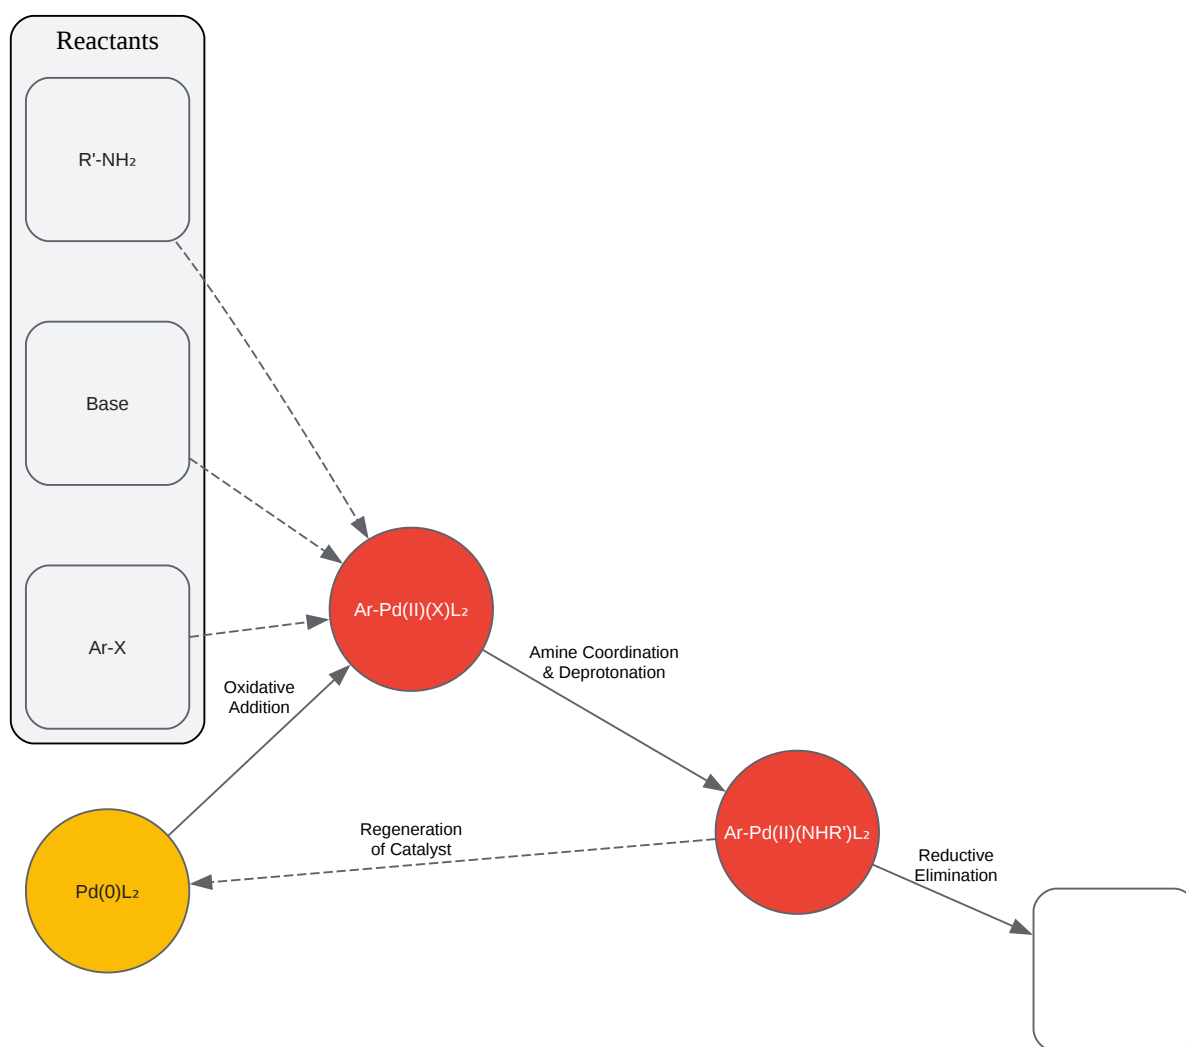 Reactants
R'-NH₂
Base
Ar-X
Ar-Pd(II)(X)L₂
Oxidative
Addition
Amine Coordination
& Deprotonation
Ar-Pd(II)(NHR')L₂
Regeneration
of Catalyst
Reductive
Elimination
Pd(0)L₂